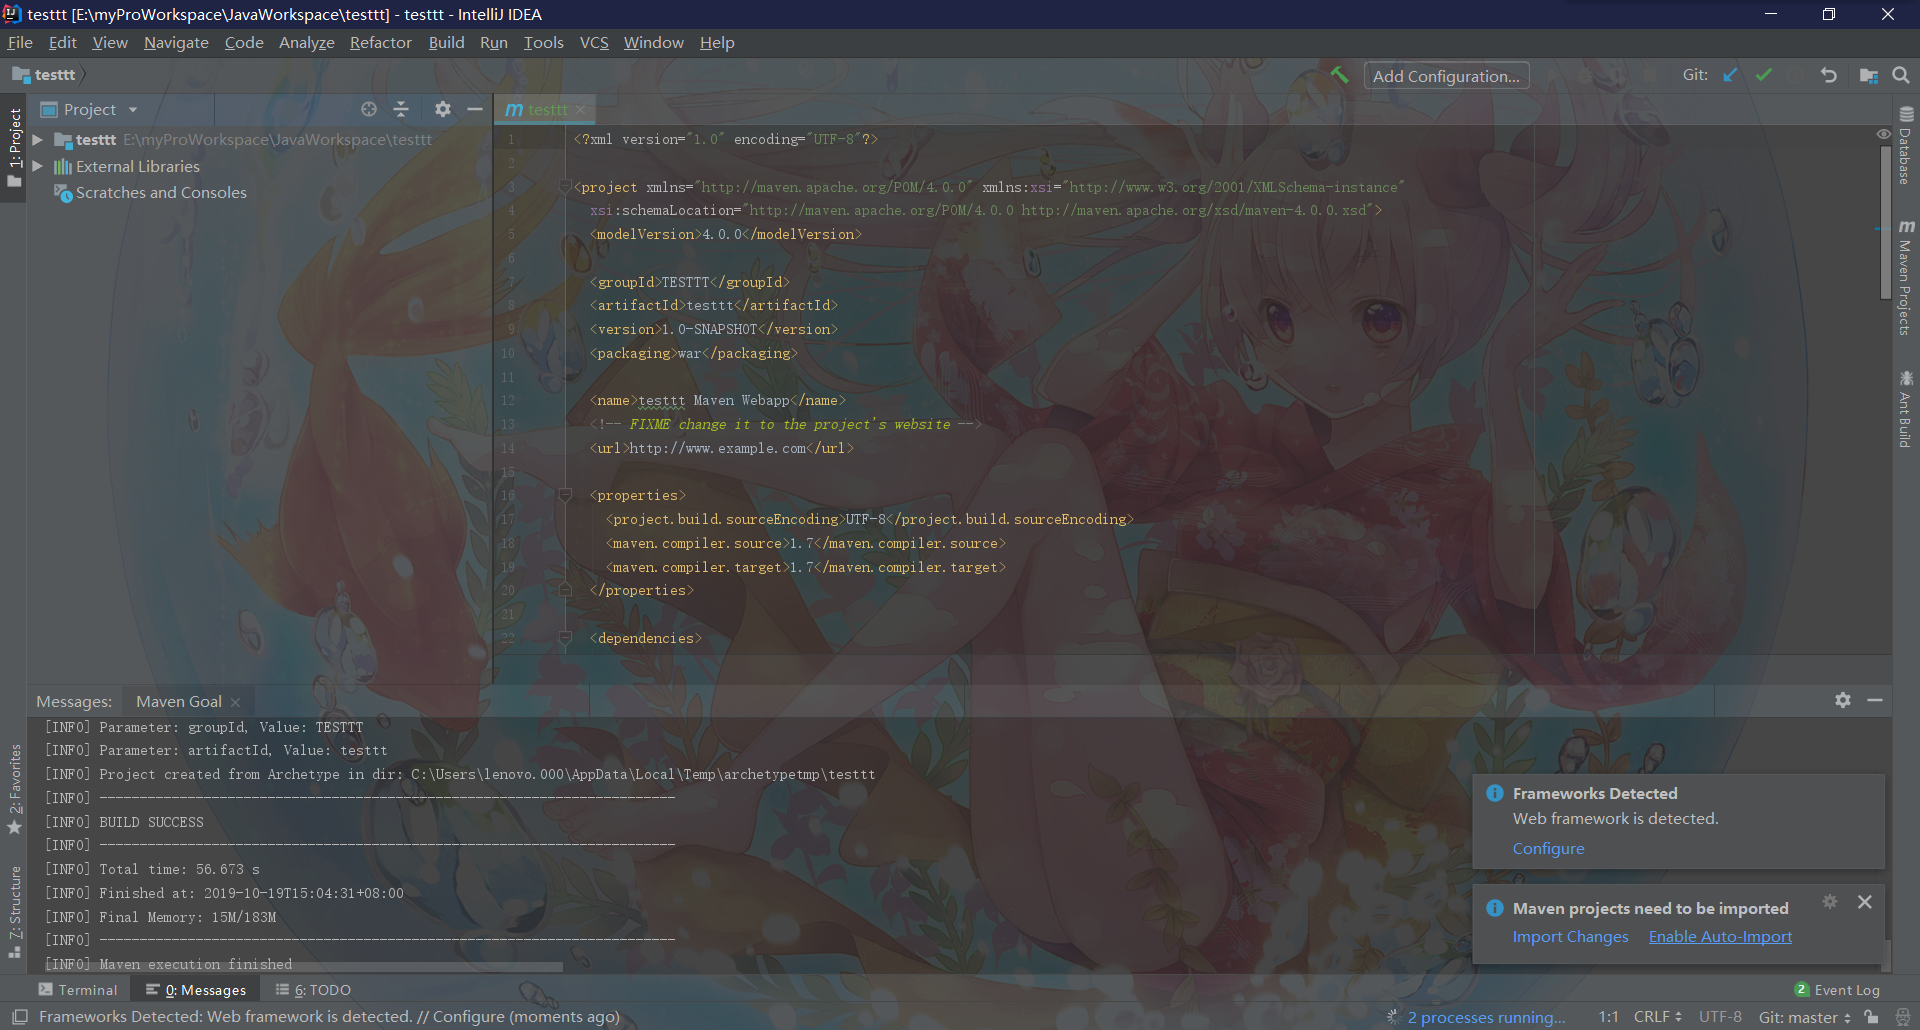 testtt [E:\myProWorkspace\JavaWorkspace\testtt] - testtt - IntelliJ IDEA
File Edit View Navigate Code Analyze Refactor Build Run Tools VCS Window Help
testtt
Add Configuration...
Git:
1: Project
Project
testtt E:\myProWorkspace\JavaWorkspace\testtt
External Libraries
Scratches and Consoles
m testtt
1 <?xml version="1.0" encoding="UTF-8"?>
2
3 <project xmlns="http://maven.apache.org/POM/4.0.0" xmlns:xsi="http://www.w3.org/2001/XMLSchema-instance"
4 xsi:schemaLocation="http://maven.apache.org/POM/4.0.0 http://maven.apache.org/xsd/maven-4.0.0.xsd">
5 <modelVersion>4.0.0</modelVersion>
6
7 <groupId>TESTTT</groupId>
8 <artifactId>testtt</artifactId>
9 <version>1.0-SNAPSHOT</version>
10 <packaging>war</packaging>
11
12 <name>testtt Maven Webapp</name>
13 <!-- FIXME change it to the project's website -->
14 <url>http://www.example.com</url>
15
16 <properties>
17 <project.build.sourceEncoding>UTF-8</project.build.sourceEncoding>
18 <maven.compiler.source>1.7</maven.compiler.source>
19 <maven.compiler.target>1.7</maven.compiler.target>
20 </properties>
21
22 <dependencies>
Database
m Maven Projects
Ant Build
Messages: Maven Goal
[INFO] Parameter: groupId, Value: TESTTT
[INFO] Parameter: artifactId, Value: testtt
[INFO] Project created from Archetype in dir: C:\Users\lenovo.000\AppData\Local\Temp\archetypetmp\testtt
[INFO] ------------------------------------------------------------------------
[INFO] BUILD SUCCESS
[INFO] ------------------------------------------------------------------------
[INFO] Total time: 56.673 s
[INFO] Finished at: 2019-10-19T15:04:31+08:00
[INFO] Final Memory: 15M/183M
[INFO] ------------------------------------------------------------------------
[INFO] Maven execution finished
2: Favorites
7: Structure
Frameworks Detected
Web framework is detected.
Configure
Maven projects need to be imported
Import Changes Enable Auto-Import
Terminal 0: Messages 6: TODO
2 Event Log
Frameworks Detected: Web framework is detected. // Configure (moments ago)
2 processes running... 1:1 CRLF UTF-8 Git: master